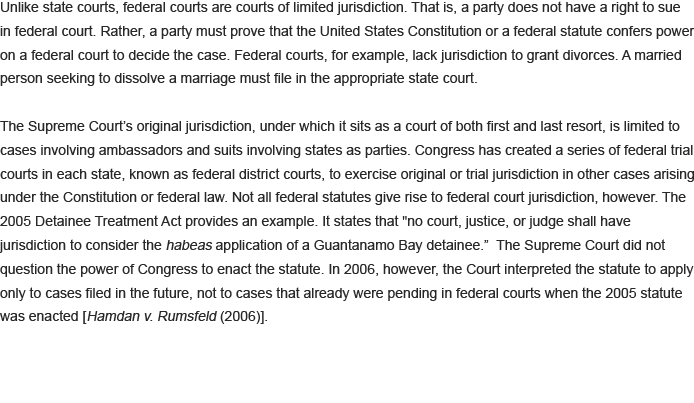 Unlike state courts, federal courts are courts of limited jurisdiction. That is, a party does not have a right to sue
in federal court. Rather, a party must prove that the United States Constitution or a federal statute confers power
on a federal court to decide the case. Federal courts, for example, lack jurisdiction to grant divorces. A married
person seeking to dissolve a marriage must file in the appropriate state court.
The Supreme Court’s original jurisdiction, under which it sits as a court of both first and last resort, is limited to
cases involving ambassadors and suits involving states as parties. Congress has created a series of federal trial
courts in each state, known as federal district courts, to exercise original or trial jurisdiction in other cases arising
under the Constitution or federal law. Not all federal statutes give rise to federal court jurisdiction, however. The
2005 Detainee Treatment Act provides an example. It states that "no court, justice, or judge shall have
jurisdiction to consider the habeas application of a Guantanamo Bay detainee.”  The Supreme Court did not
question the power of Congress to enact the statute. In 2006, however, the Court interpreted the statute to apply
only to cases filed in the future, not to cases that already were pending in federal courts when the 2005 statute
was enacted [Hamdan v. Rumsfeld (2006)].